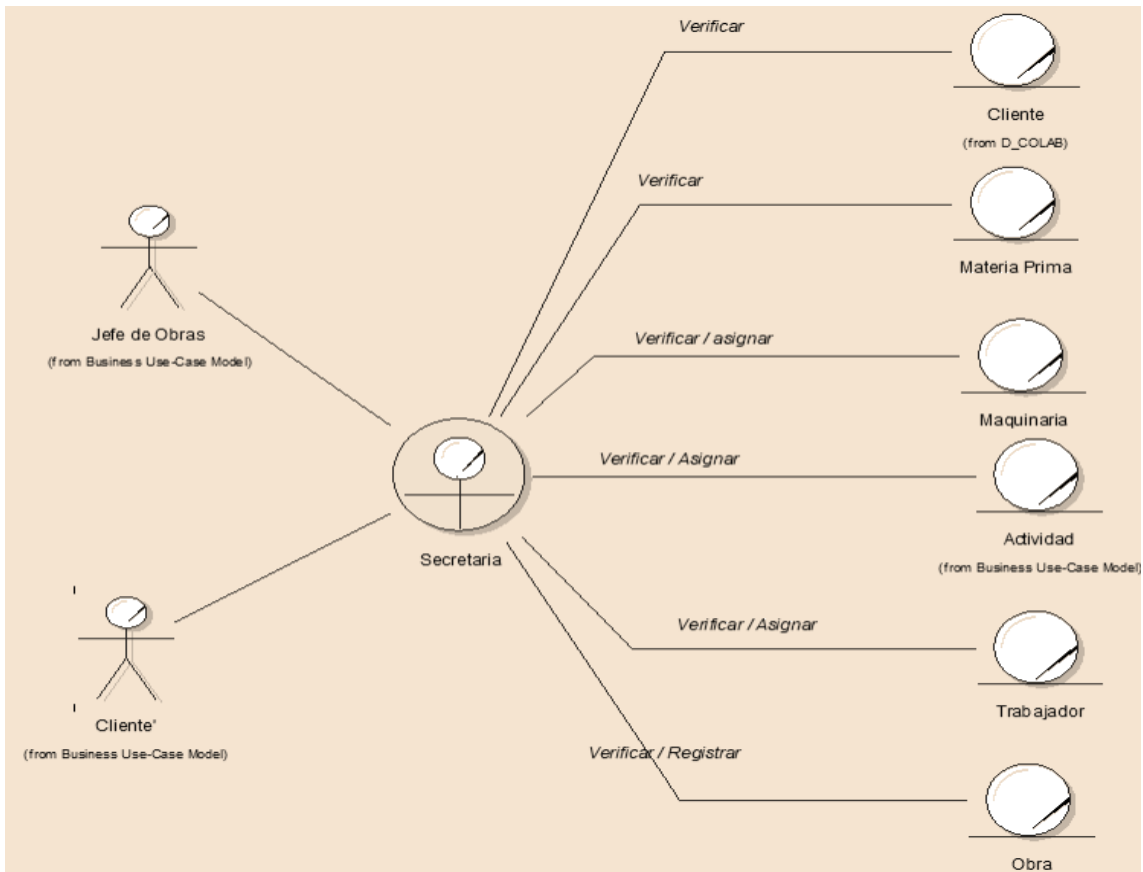 Verificar
Cliente
(from D_COLAB)
Verificar
Materia Prima
Jefe de Obras
(from Business Use-Case Model)
Verificar / asignar
Maquinaria
Verificar / Asignar
Secretaria
Actividad
(from Business Use-Case Model)
Verificar / Asignar
Trabajador
Cliente'
(from Business Use-Case Model)
Verificar / Registrar
Obra